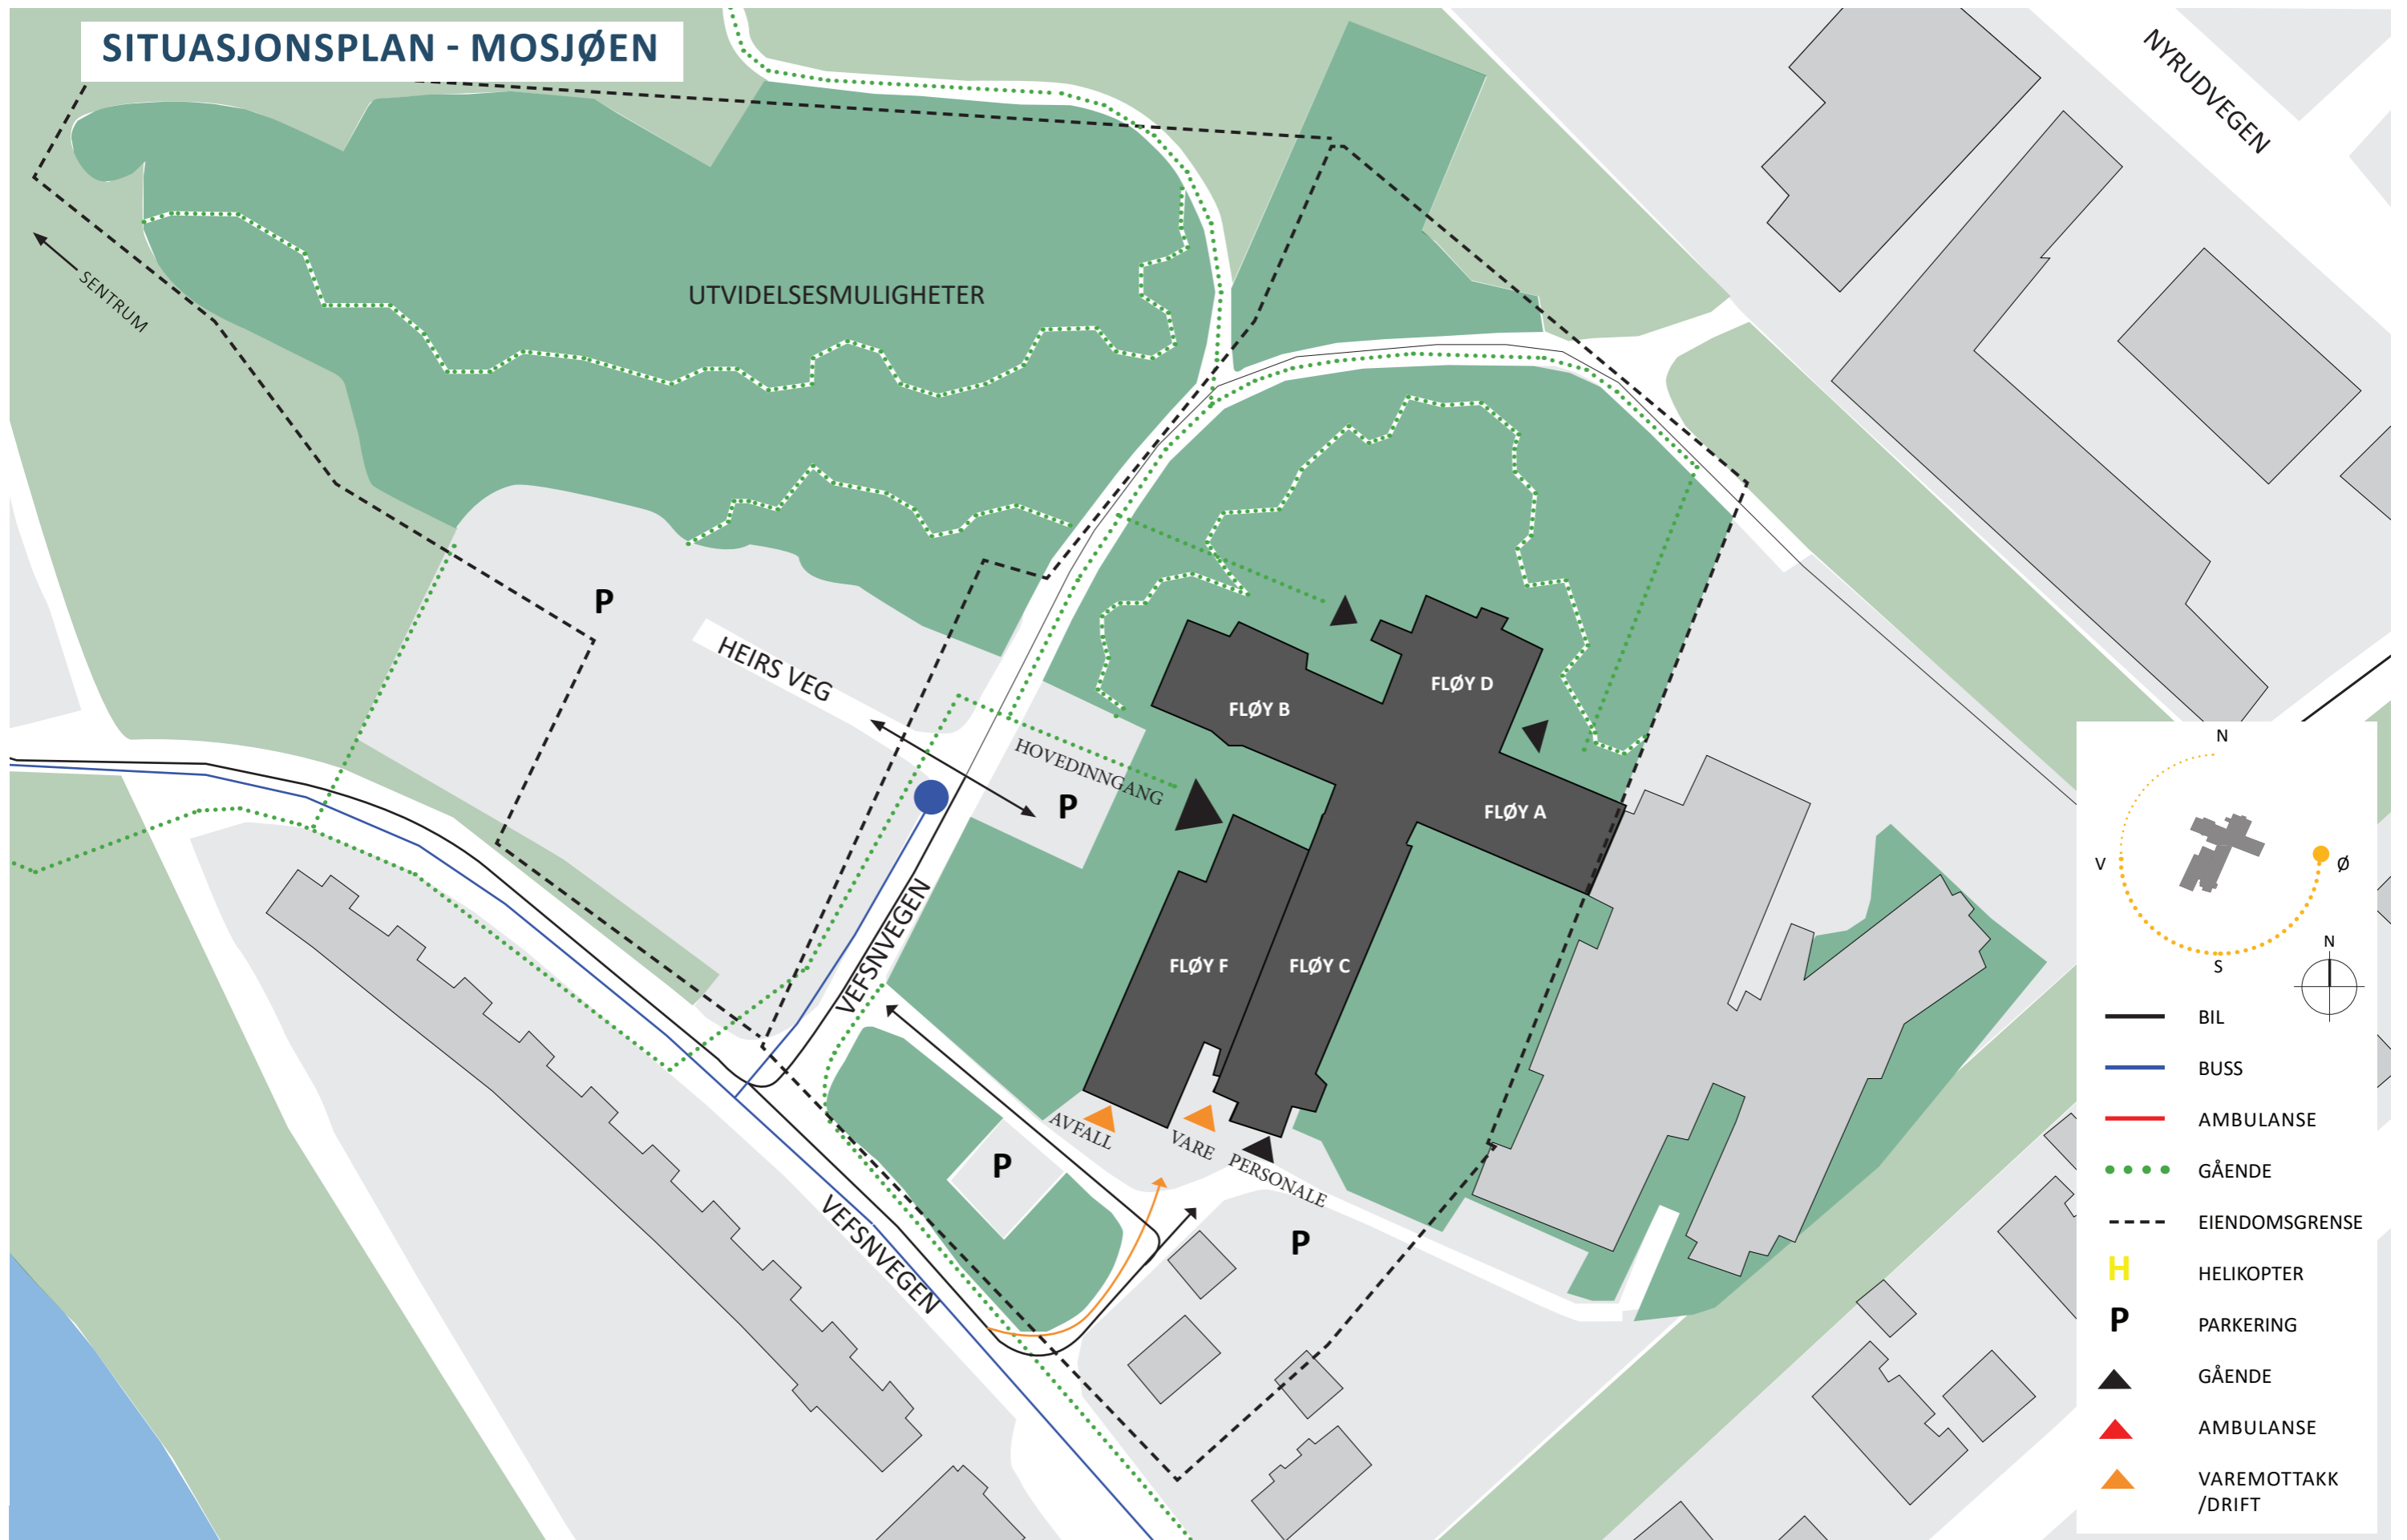 SITUASJONSPLAN - MOSJØEN
NYRUDVEGEN
SENTRUM
UTVIDELSESMULIGHETER
P
HEIRS VEG
HOVEDINNGANG
P
FLØY B
FLØY D
FLØY A
FLØY F
FLØY C
VEFSNVEGEN
AVFALL
VARE
PERSONALE
P
P
VEFSNVEGEN
N
V
Ø
S
N
BIL
BUSS
AMBULANSE
GÅENDE
EIENDOMSGRENSE
H HELIKOPTER
P PARKERING
GÅENDE
AMBULANSE
VAREMOTTAKK
/DRIFT